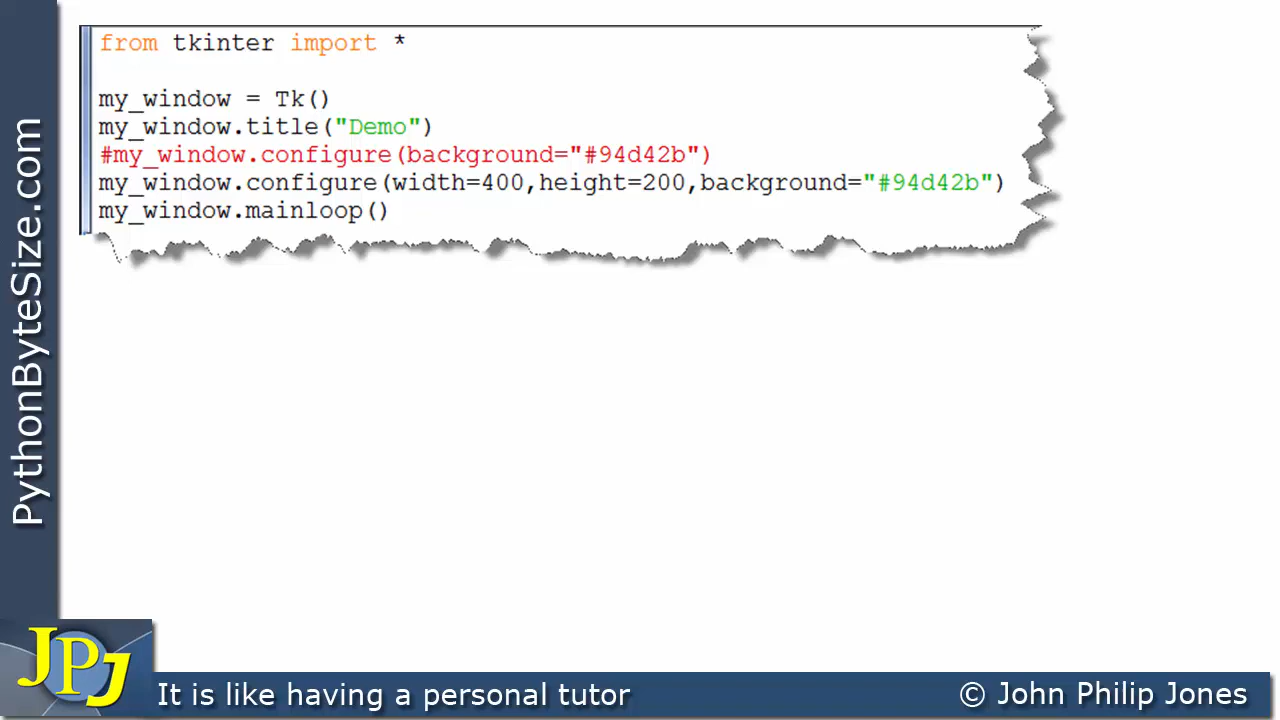 from tkinter import *
my_window = Tk()
my_window.title("Demo")
#my_window.configure(background="#94d42b")
my_window.configure(width=400,height=200,background="#94d42b")
my_window.mainloop()
PythonByteSize.com
JPJ
It is like having a personal tutor
© John Philip Jones